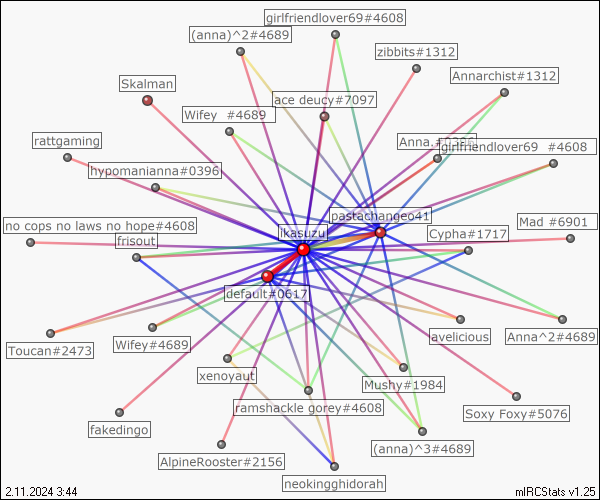 girlfriendlover69#4608
(anna)^2#4689
zibbits#1312
Annarchist#1312
Skalman
ace deucy#7097
Wifey #4689
Anna.#0396
rattgaming
girlfriendlover69 #4608
hypomanianna#0396
pastachangeo41
no cops no laws no hope#4608
Mad #6901
ikasuzu
frisout
Cypha#1717
default#0617
Toucan#2473
Wifey#4689
avelicious
Anna^2#4689
xenoyaut
Mushy#1984
ramshackle gorey#4608
Soxy Foxy#5076
fakedingo
(anna)^3#4689
AlpineRooster#2156
neokingghidorah
2.11.2024 3:44
mIRCStats v1.25